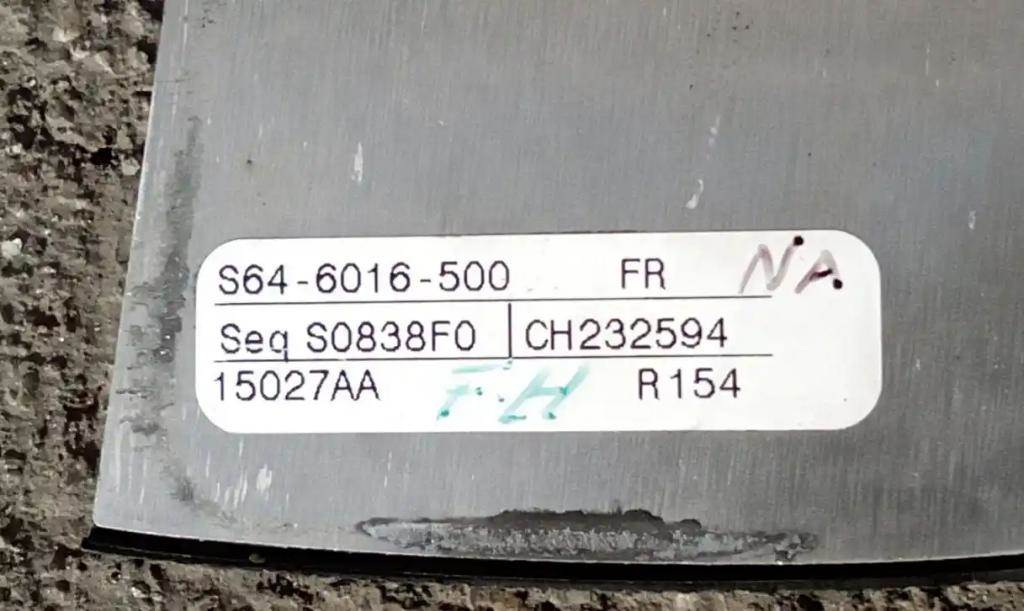 S64-6016-500 FR NA
Seq S0838F0 CH232594
15027AA F.H R154